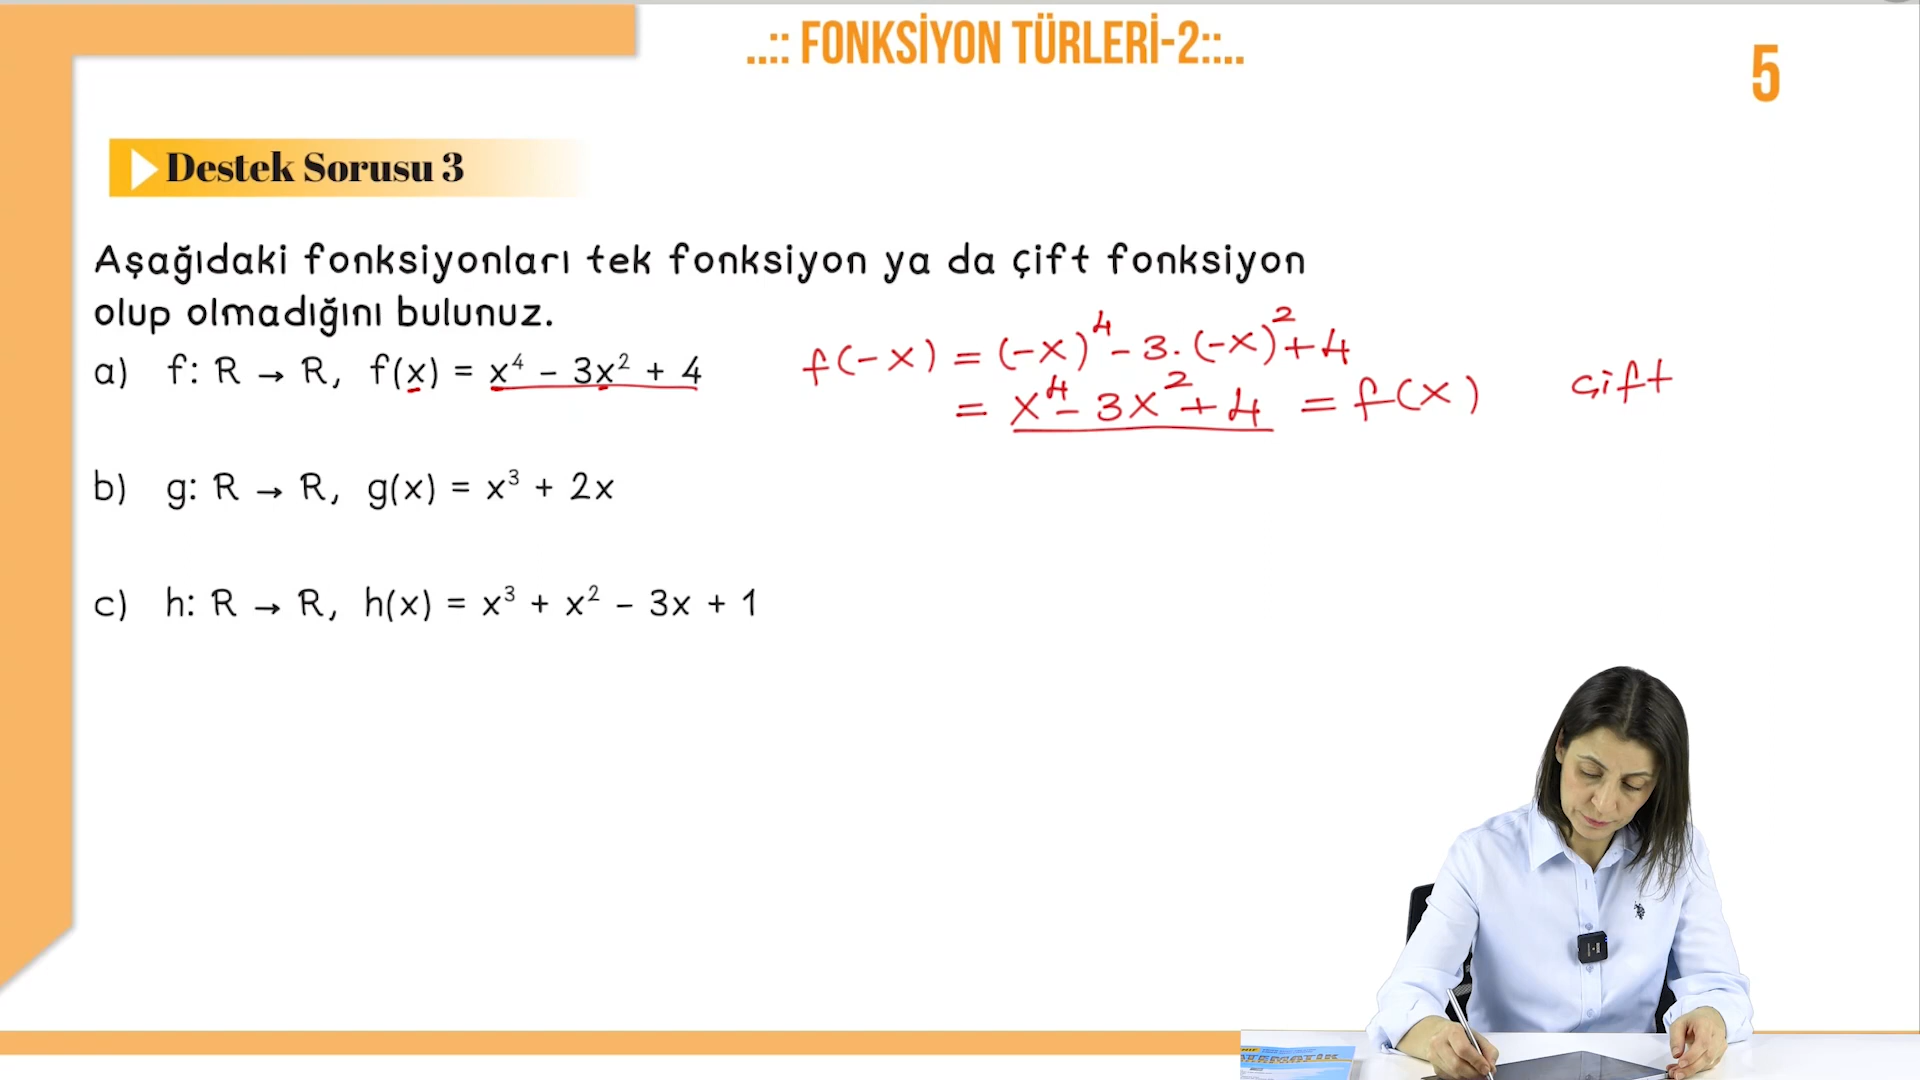 ..:: FONKSİYON TÜRLERİ-2::..
5
Destek Sorusu 3
Aşağıdaki fonksiyonları tek fonksiyon ya da çift fonksiyon
olup olmadığını bulunuz.
a) f: R → R, f(x) = x⁴ - 3x² + 4
f(-x) = (-x)⁴ - 3.(-x)² + 4
= x⁴ - 3x² + 4 = f(x) çift
b) g: R → R, g(x) = x³ + 2x
c) h: R → R, h(x) = x³ + x² - 3x + 1